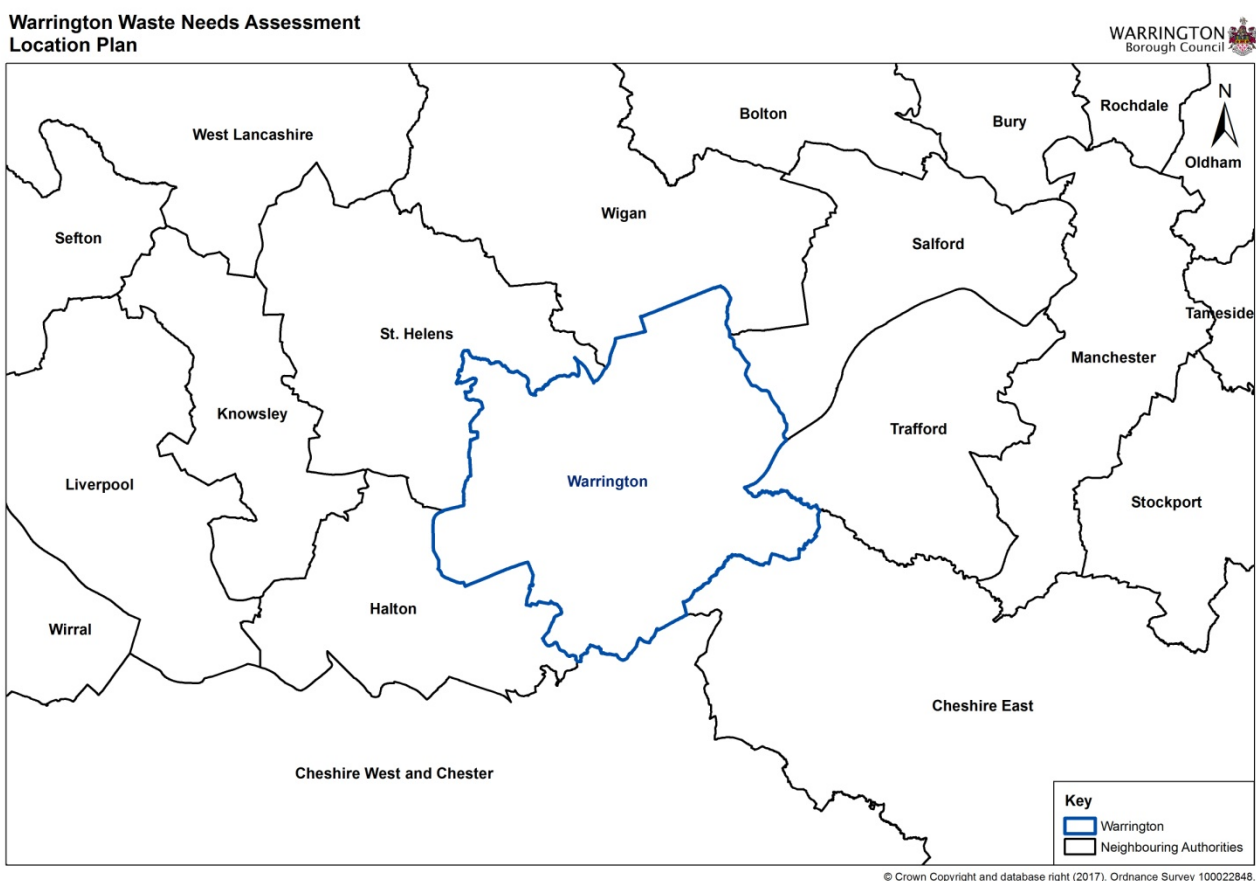 Warrington Waste Needs Assessment
Location Plan
WARRINGTON
Borough Council
N
Rochdale
Bolton
Bury
West Lancashire
Oldham
Wigan
Sefton
Salford
Tameside
St. Helens
Manchester
Knowsley
Trafford
Warrington
Liverpool
Stockport
Halton
Wirral
Cheshire East
Cheshire West and Chester
Key
Warrington
Neighbouring Authorities
© Crown Copyright and database right (2017). Ordnance Survey 100022848.